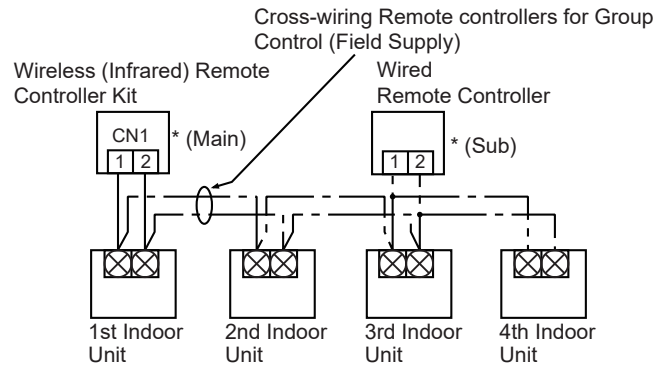 Cross-wiring Remote controllers for Group
Control (Field Supply)
Wireless (Infrared) Remote
Controller Kit
Wired
Remote Controller
CN1
* (Main)
1 2
* (Sub)
1 2
1st Indoor
Unit
2nd Indoor
Unit
3rd Indoor
Unit
4th Indoor
Unit